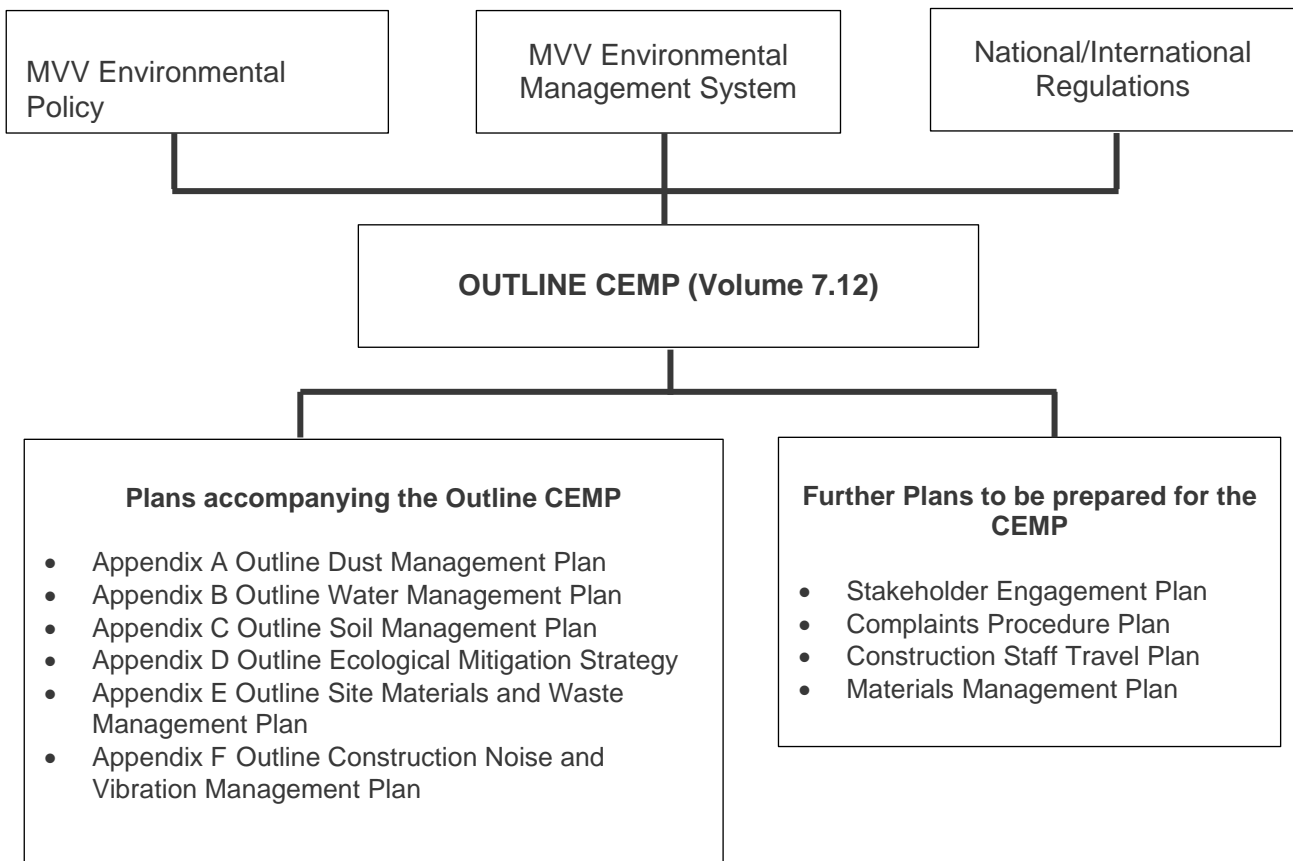 MVV Environmental
Policy
MVV Environmental
Management System
National/International
Regulations
OUTLINE CEMP (Volume 7.12)
Plans accompanying the Outline CEMP
• Appendix A Outline Dust Management Plan
• Appendix B Outline Water Management Plan
• Appendix C Outline Soil Management Plan
• Appendix D Outline Ecological Mitigation Strategy
• Appendix E Outline Site Materials and Waste
Management Plan
• Appendix F Outline Construction Noise and
Vibration Management Plan
Further Plans to be prepared for the
CEMP
• Stakeholder Engagement Plan
• Complaints Procedure Plan
• Construction Staff Travel Plan
• Materials Management Plan